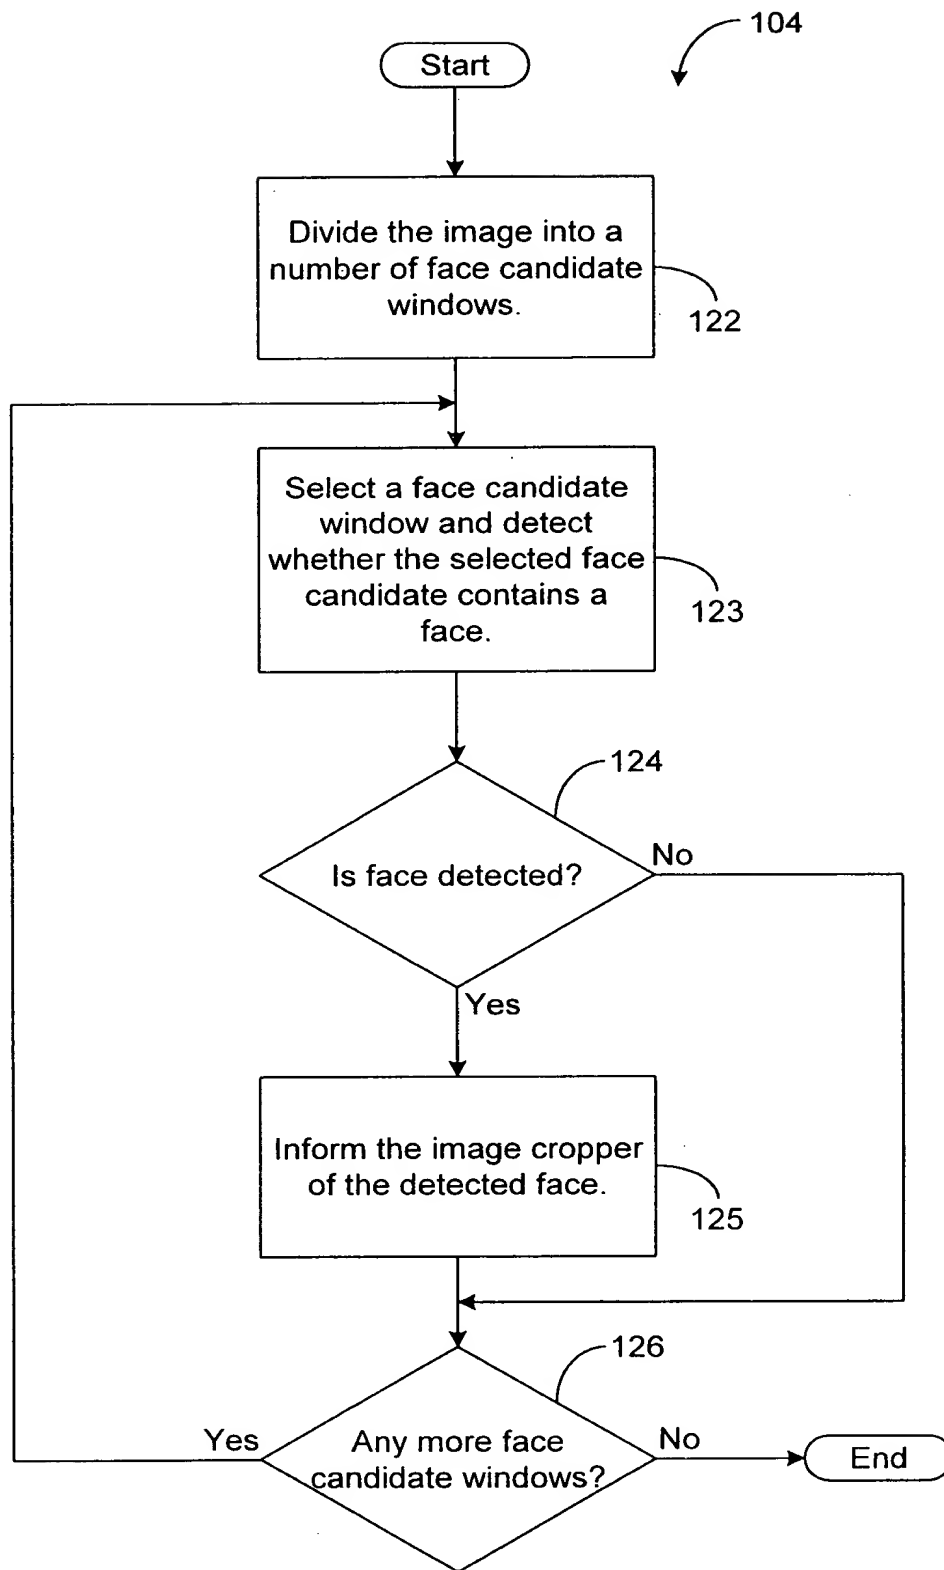 104
Start
Divide the image into a
number of face candidate
windows.
122
Select a face candidate
window and detect
whether the selected face
candidate contains a
face.
123
124
Is face detected?
No
Yes
Inform the image cropper
of the detected face.
125
126
Yes
Any more face
candidate windows?
No
End